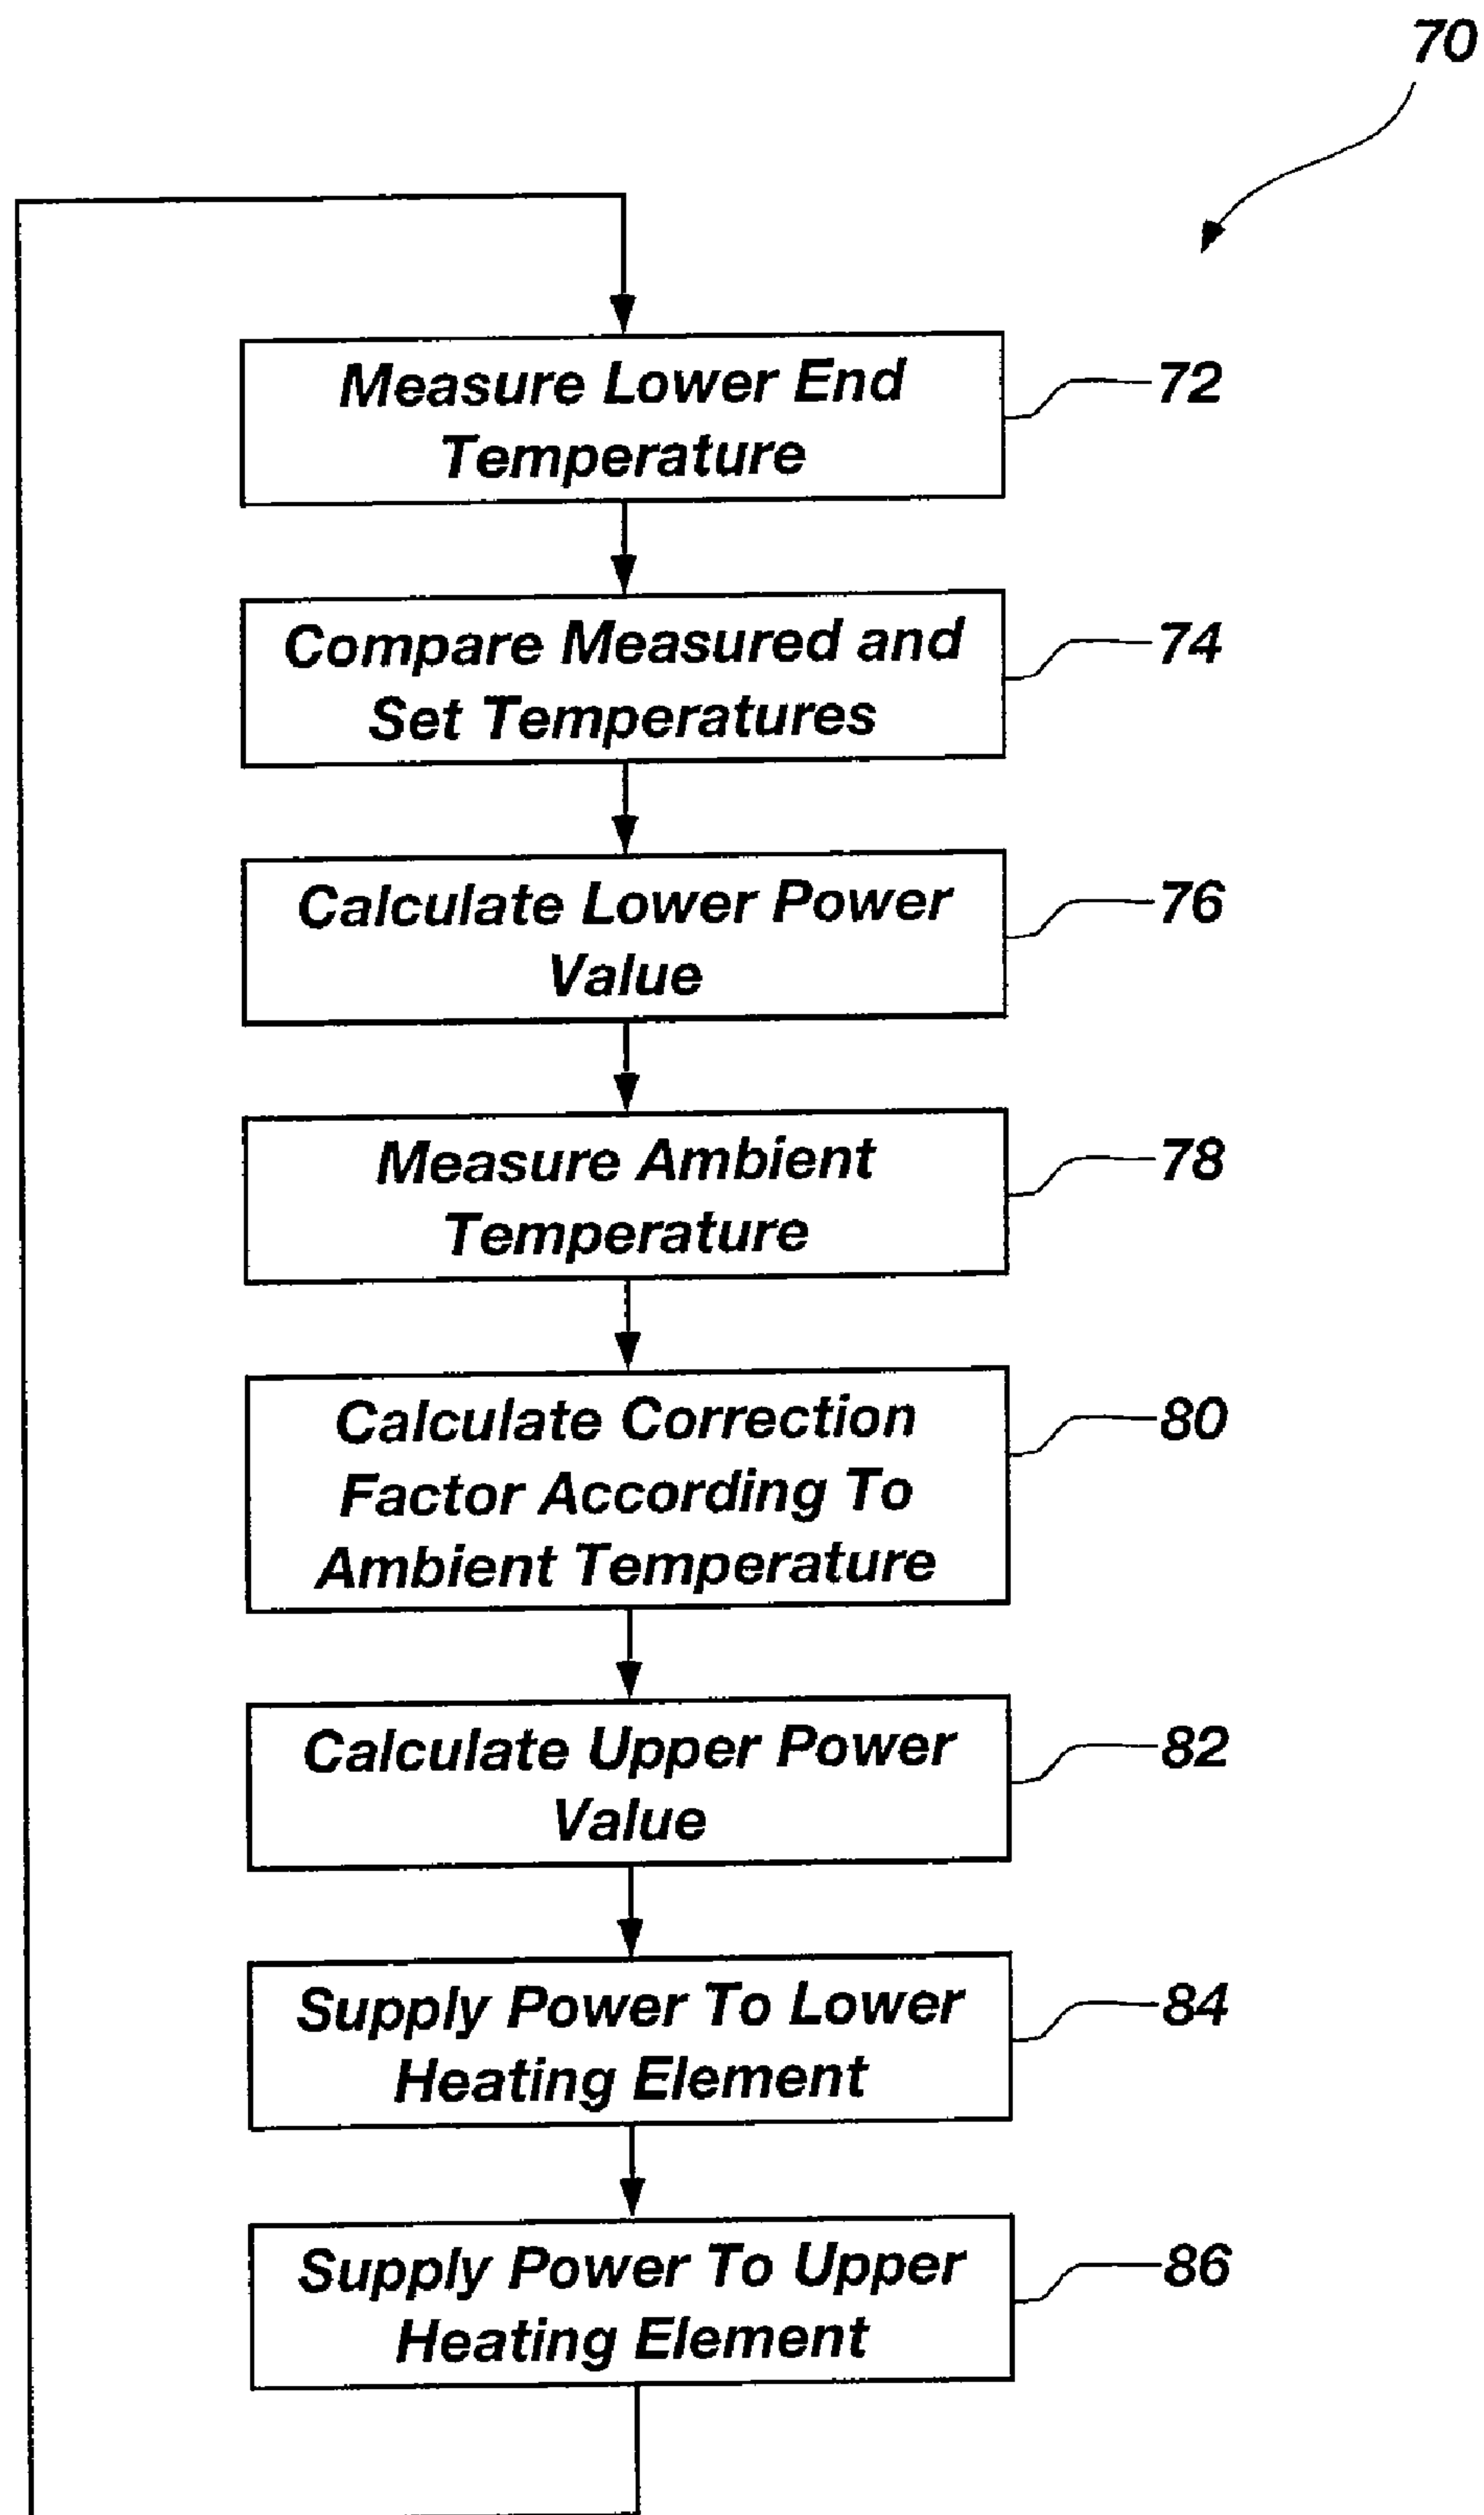 70
Measure Lower End
Temperature
72
Compare Measured and
Set Temperatures
74
Calculate Lower Power
Value
76
Measure Ambient
Temperature
78
Calculate Correction
Factor According To
Ambient Temperature
80
Calculate Upper Power
Value
82
Supply Power To Lower
Heating Element
84
Supply Power To Upper
Heating Element
86